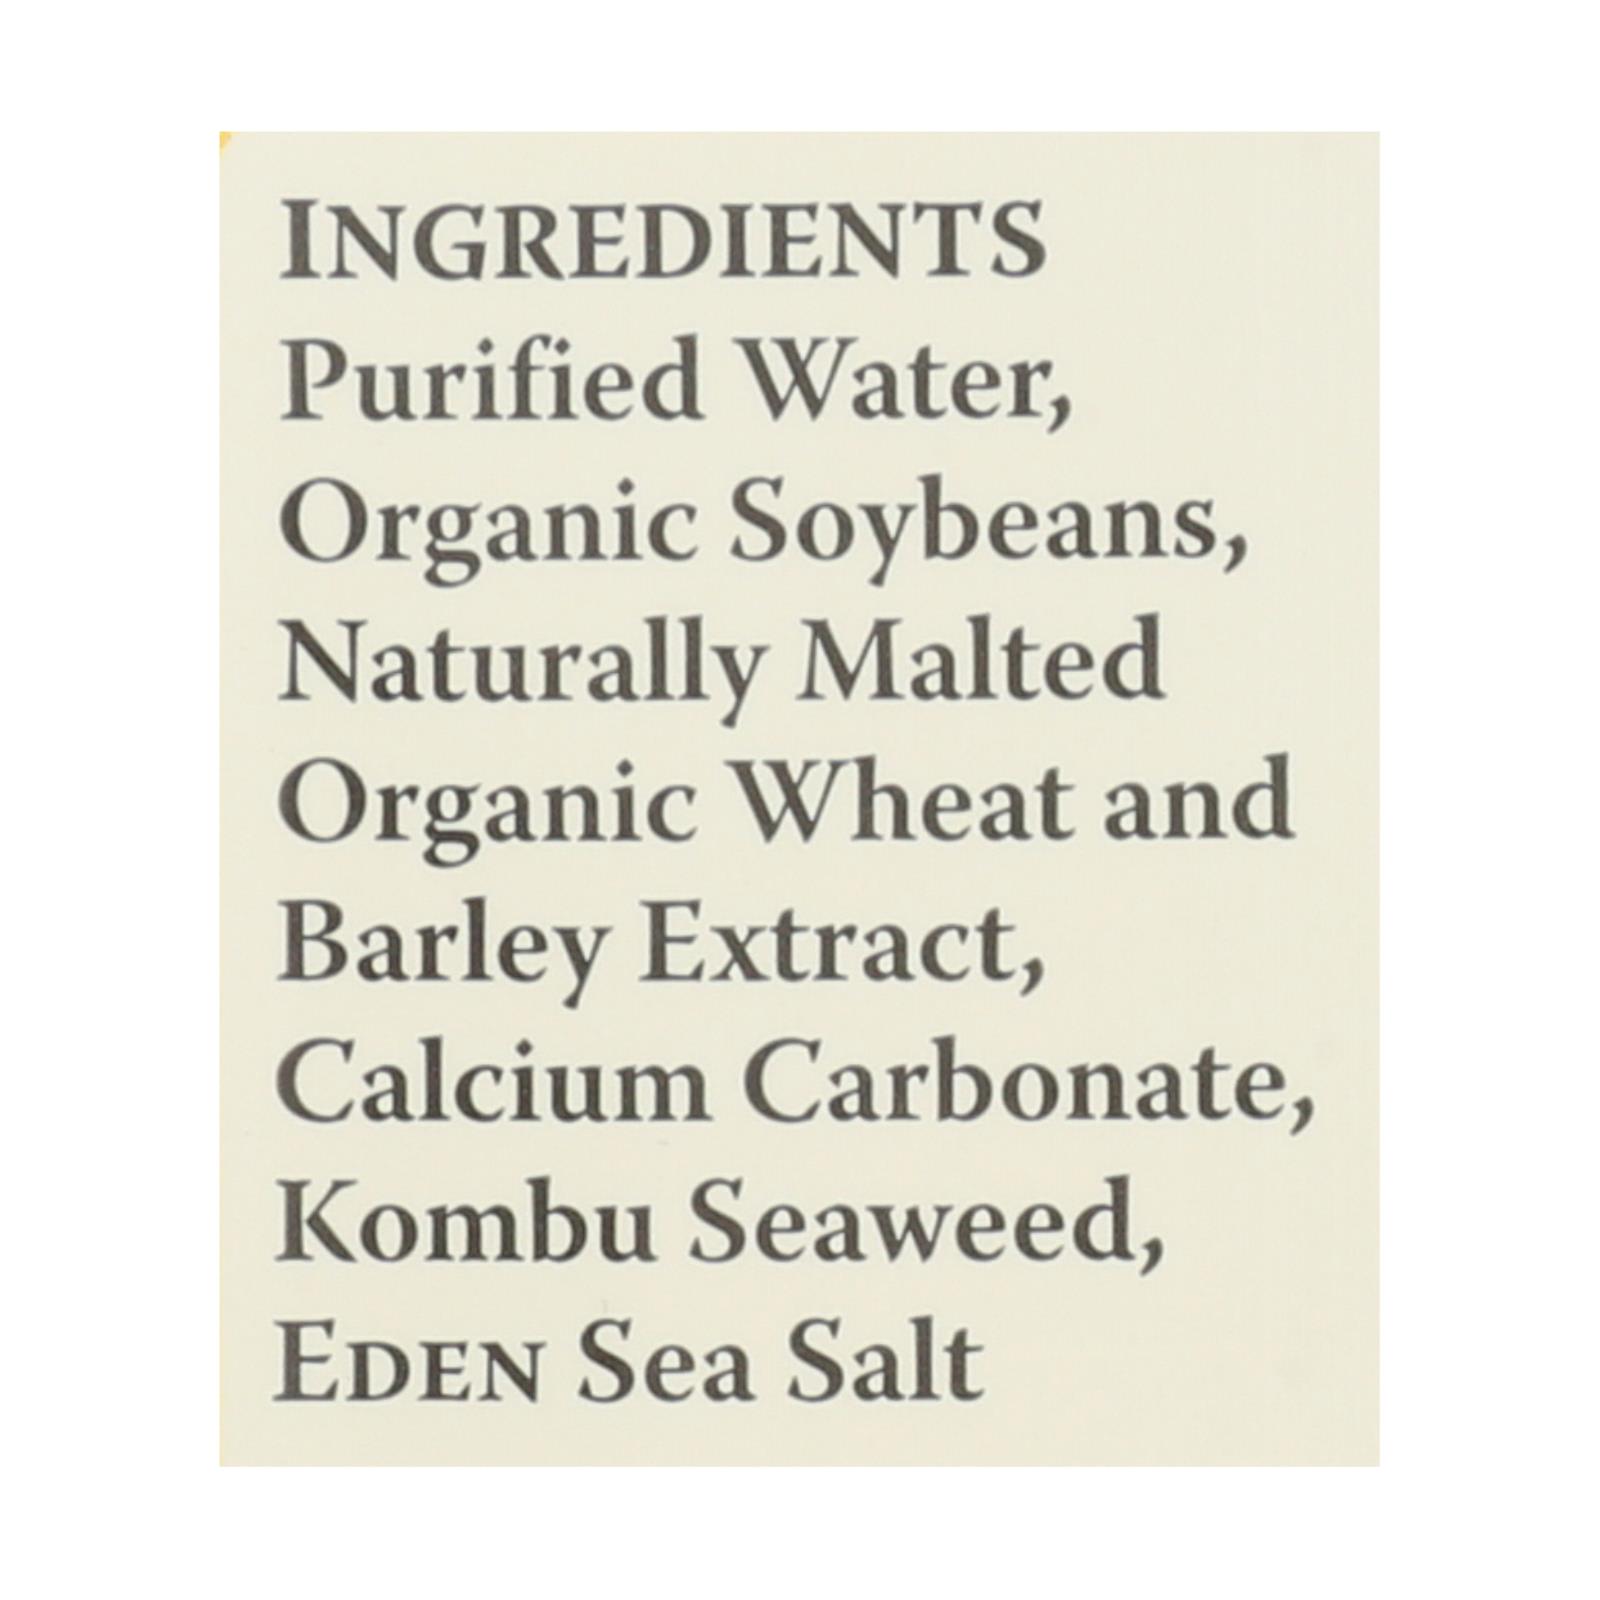 INGREDIENTS
Purified Water,
Organic Soybeans,
Naturally Malted
Organic Wheat and
Barley Extract,
Calcium Carbonate,
Kombu Seaweed,
EDEN Sea Salt